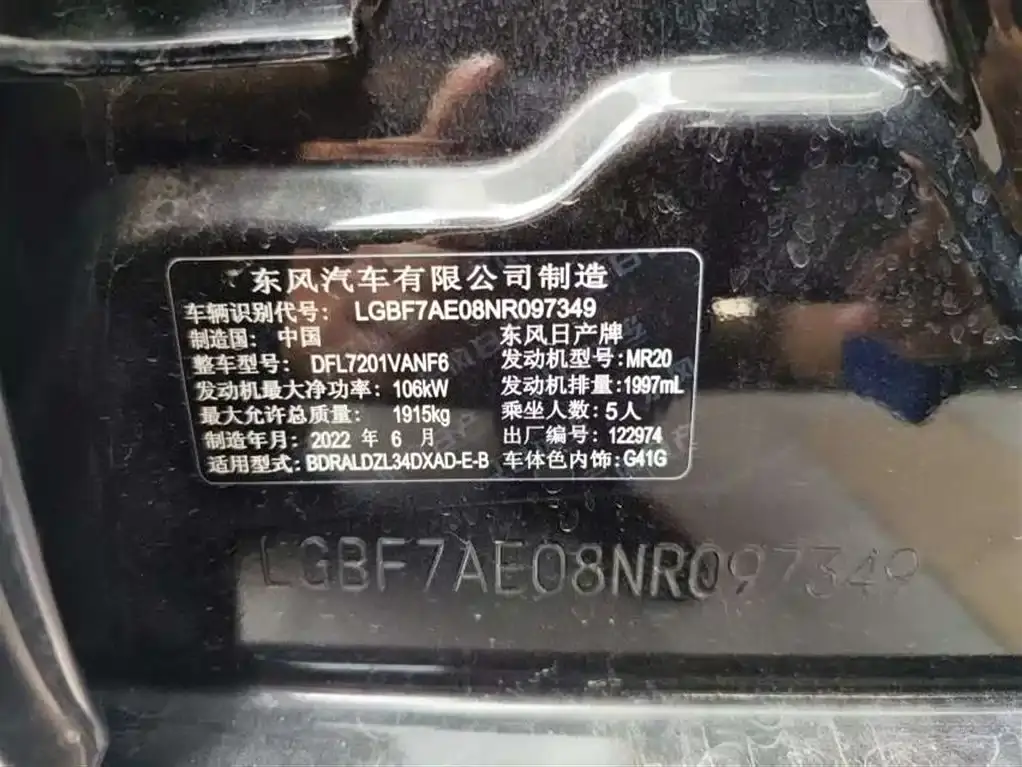 东风汽车有限公司制造
车辆识别代号: LGBF7AE08NR097349
制造国: 中国 东风日产牌
整车型号: DFL7201VANF6 发动机型号:MR20
发动机最大净功率: 106kW 发动机排量:1997mL
最大允许总质量: 1915kg 乘坐人数:5人
制造年月: 2022 年 6 月 出厂编号: 122974
适用型式: BDRALDZL34DXAD-E-B 车体色内饰:G41G
LGBF7AE08NR097349